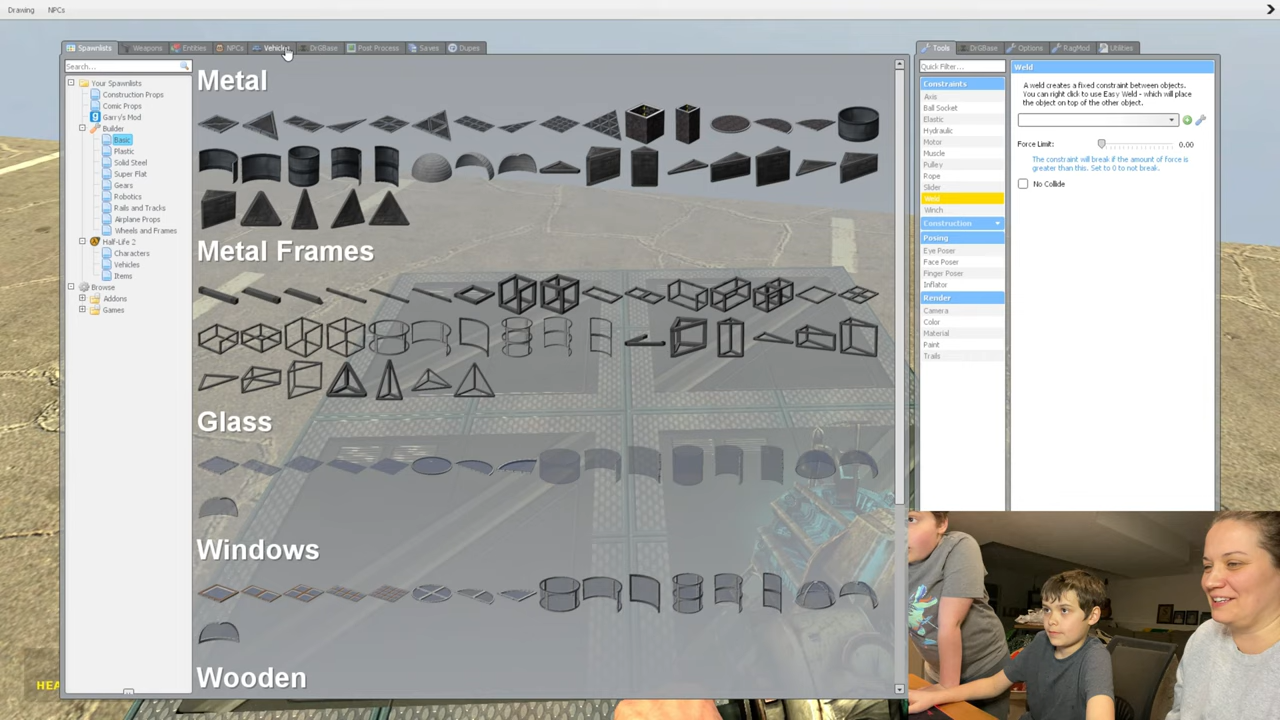 Drawing NPCs
Spawnlists Weapons Entities NPCs Vehicles DrGBase Post Process Saves Dupes
Search...
Your Spawnlists
Construction Props
Comic Props
Garry's Mod
Builder
Basic
Plastic
Solid Steel
Super Flat
Gears
Robotics
Rails and Tracks
Airplane Props
Wheels and Frames
Half-Life 2
Characters
Vehicles
Items
Browse
Addons
Games
Metal
Metal Frames
Glass
Windows
Wooden
Tools DrGBase Options RagMod Utilities
Quick Filter...
Constraints
Axis
Ball Socket
Elastic
Hydraulic
Motor
Muscle
Pulley
Rope
Slider
Weld
Winch
Construction
Posing
Eye Poser
Face Poser
Finger Poser
Inflator
Render
Camera
Color
Material
Paint
Trails
Weld
A weld creates a fixed constraint between objects.
You can right click to use Easy Weld - which will place
the object on top of the other object.
Force Limit: 0.00
The constraint will break if the amount of force is
greater than this. Set to 0 to not break.
No Collide